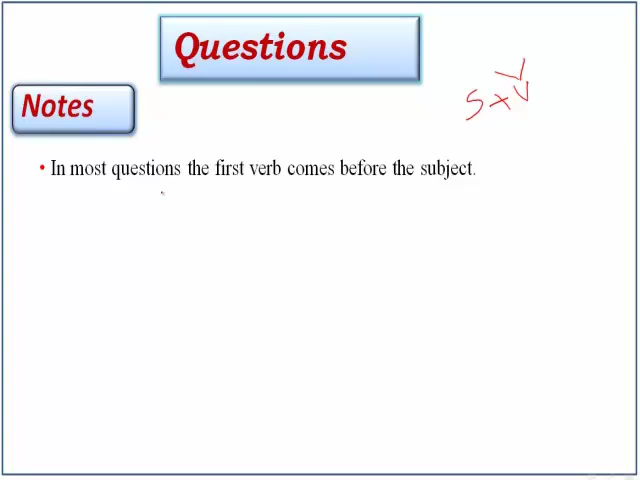 Questions
S + V
Notes
• In most questions the first verb comes before the subject.